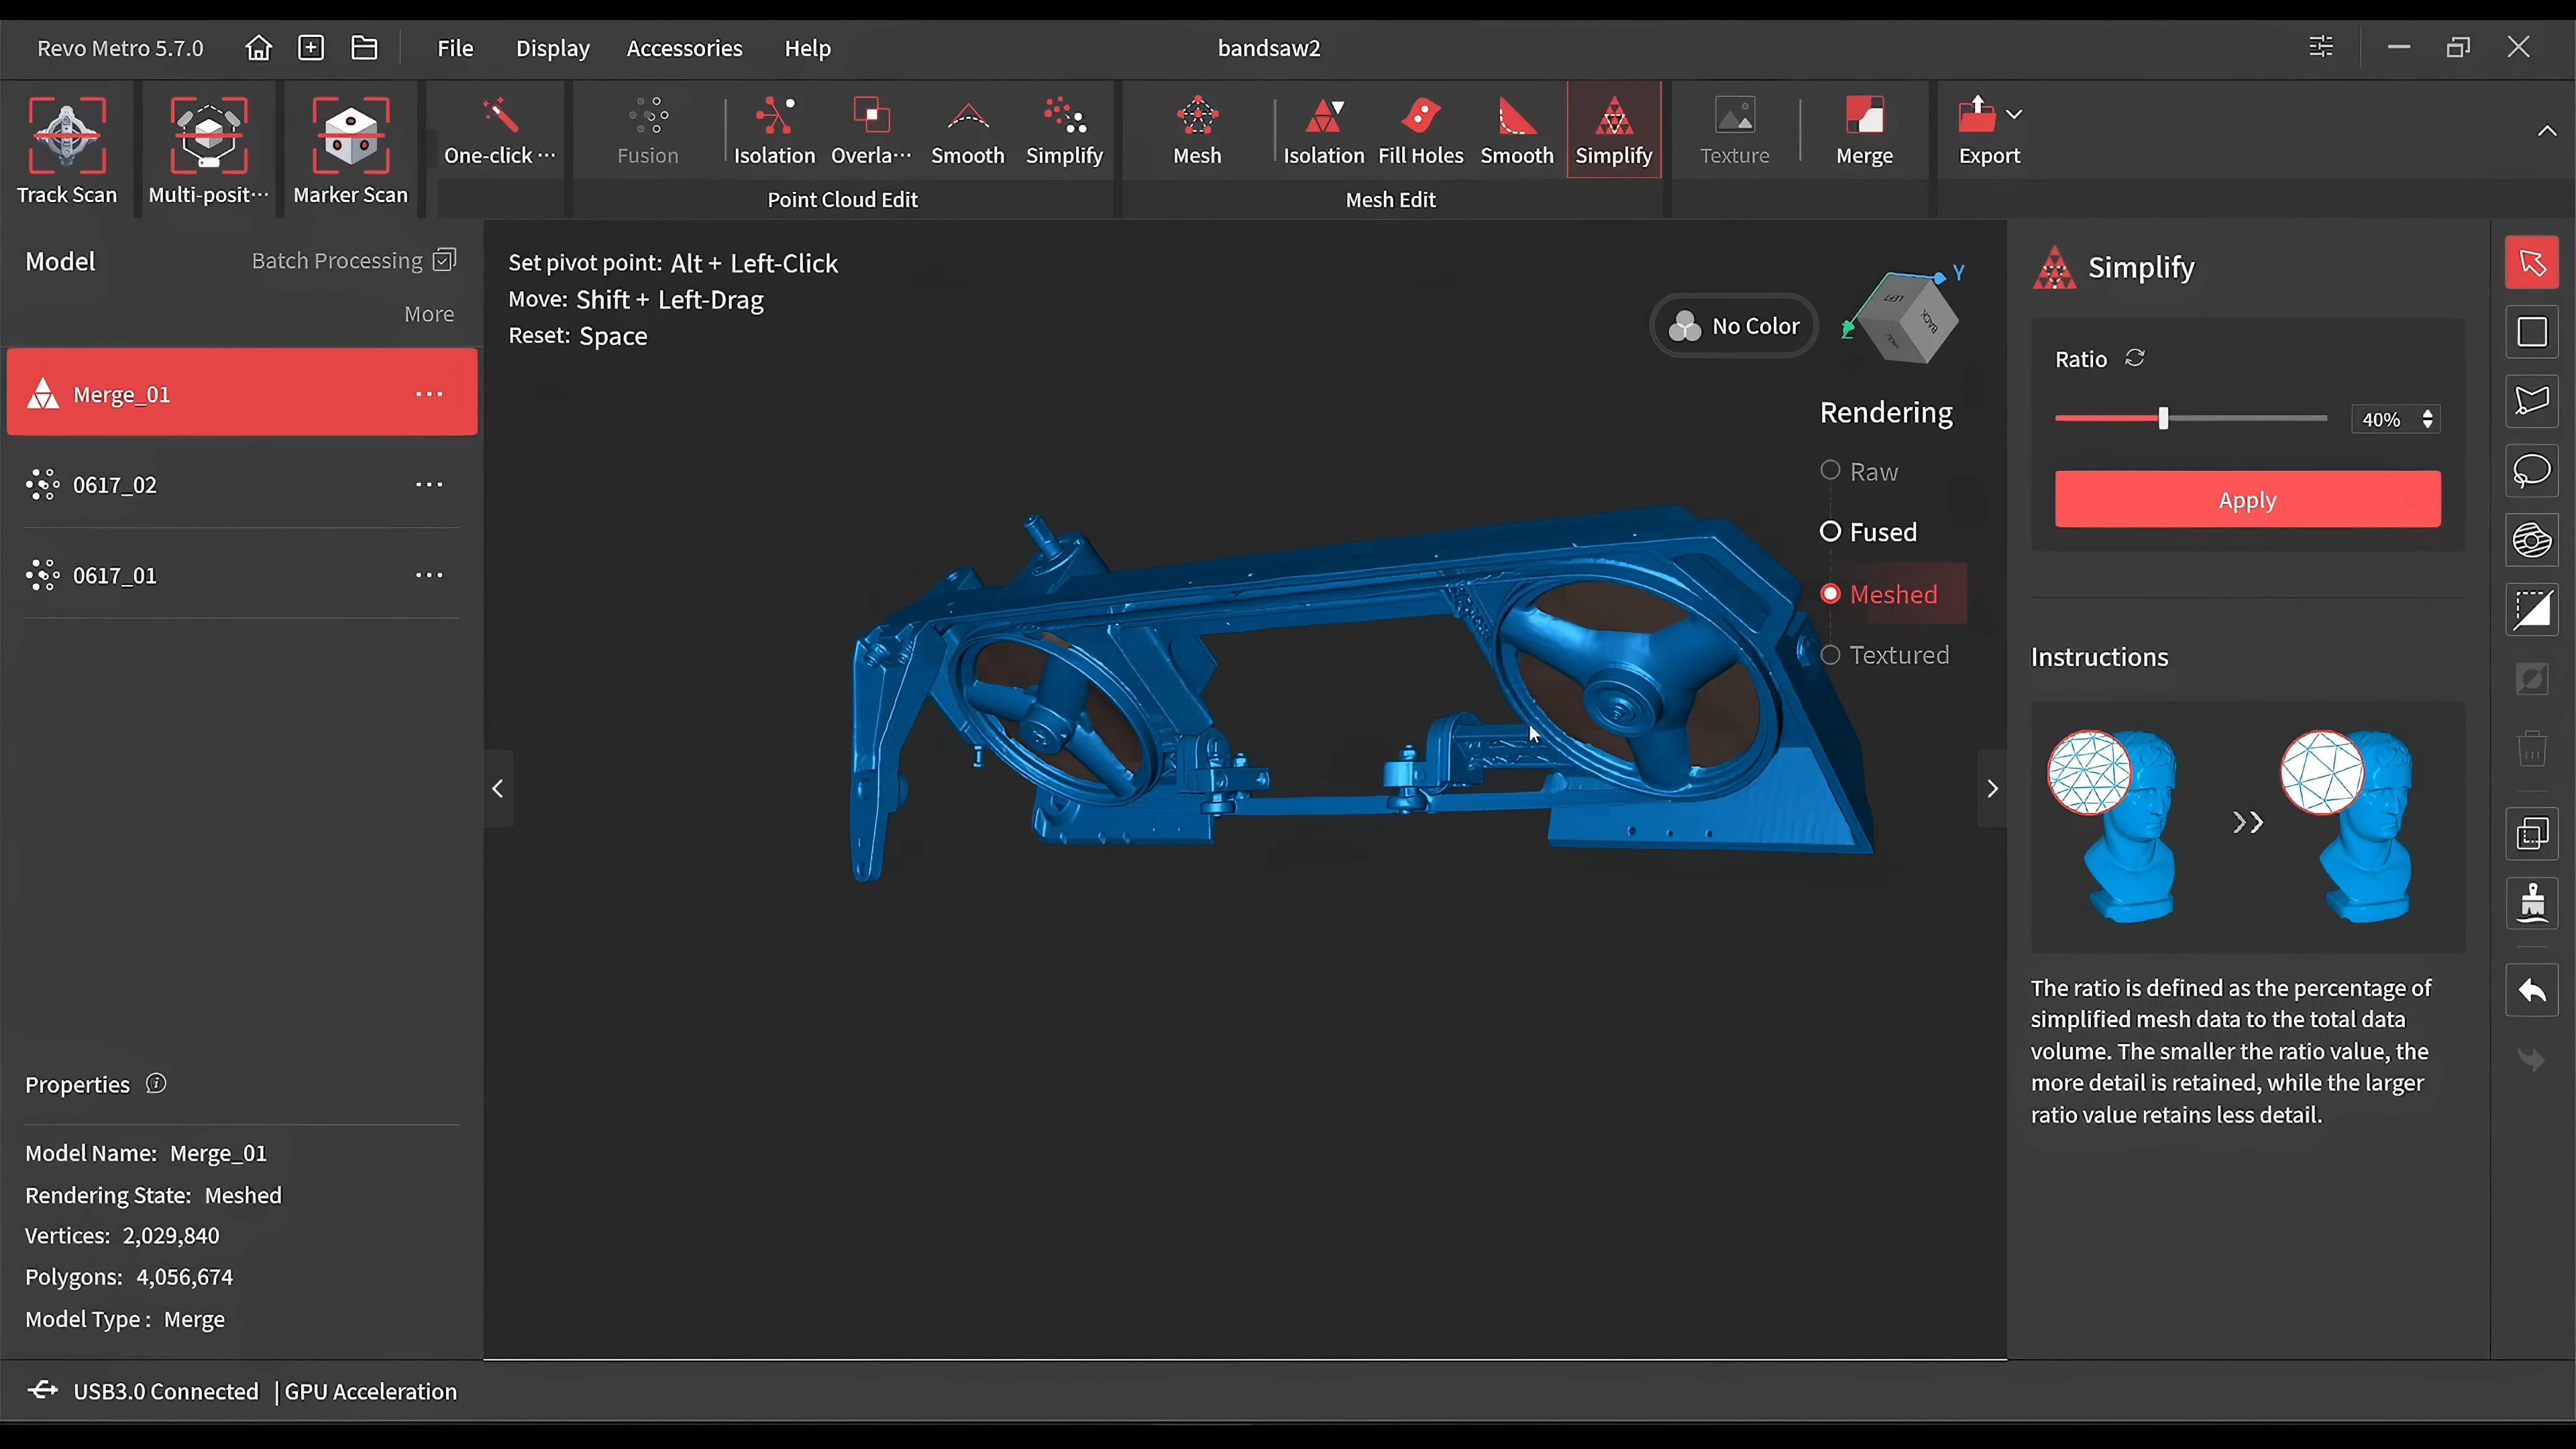 Revo Metro 5.7.0
File
Display
Accessories
Help
bandsaw2
Track Scan
Multi-posit···
Marker Scan
One-click ···
Fusion
Isolation
Overla···
Smooth
Simplify
Point Cloud Edit
Mesh
Isolation
Fill Holes
Smooth
Simplify
Mesh Edit
Texture
Merge
Export
Model
Batch Processing
More
Merge_01
0617_02
0617_01
Set pivot point: Alt + Left-Click
Move: Shift + Left-Drag
Reset: Space
No Color
Y
Z
LEFT
BACK
Rendering
Raw
Fused
Meshed
Textured
Simplify
Ratio
40%
Apply
Instructions
The ratio is defined as the percentage of
simplified mesh data to the total data
volume. The smaller the ratio value, the
more detail is retained, while the larger
ratio value retains less detail.
Properties
Model Name: Merge_01
Rendering State: Meshed
Vertices: 2,029,840
Polygons: 4,056,674
Model Type : Merge
USB3.0 Connected | GPU Acceleration